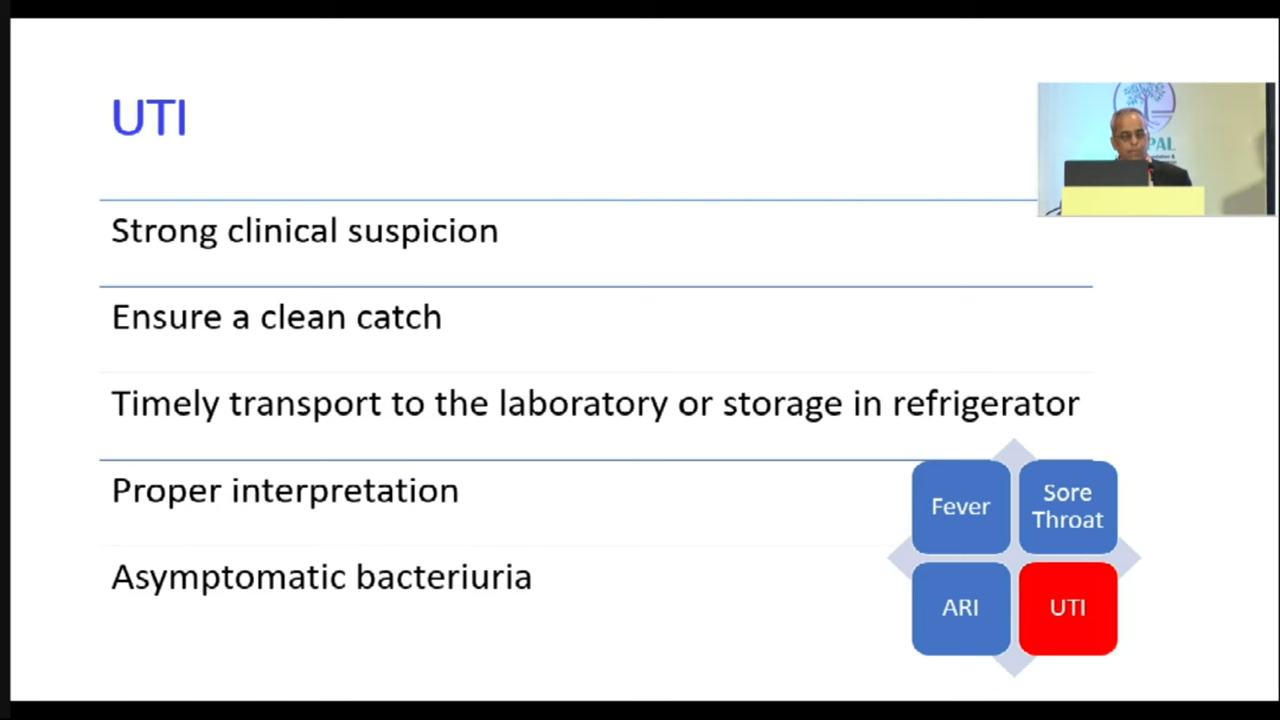 UTI
PAL
Strong clinical suspicion
Ensure a clean catch
Timely transport to the laboratory or storage in refrigerator
Proper interpretation
Asymptomatic bacteriuria
Fever
Sore
Throat
ARI
UTI